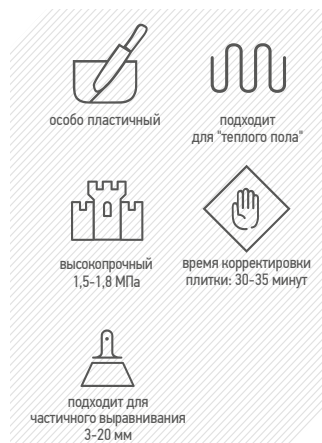 особо пластичный
подходит
для "теплого пола"
высокопрочный
1,5-1,8 МПа
время корректировки
плитки: 30-35 минут
подходит для
частичного выравнивания
3-20 мм